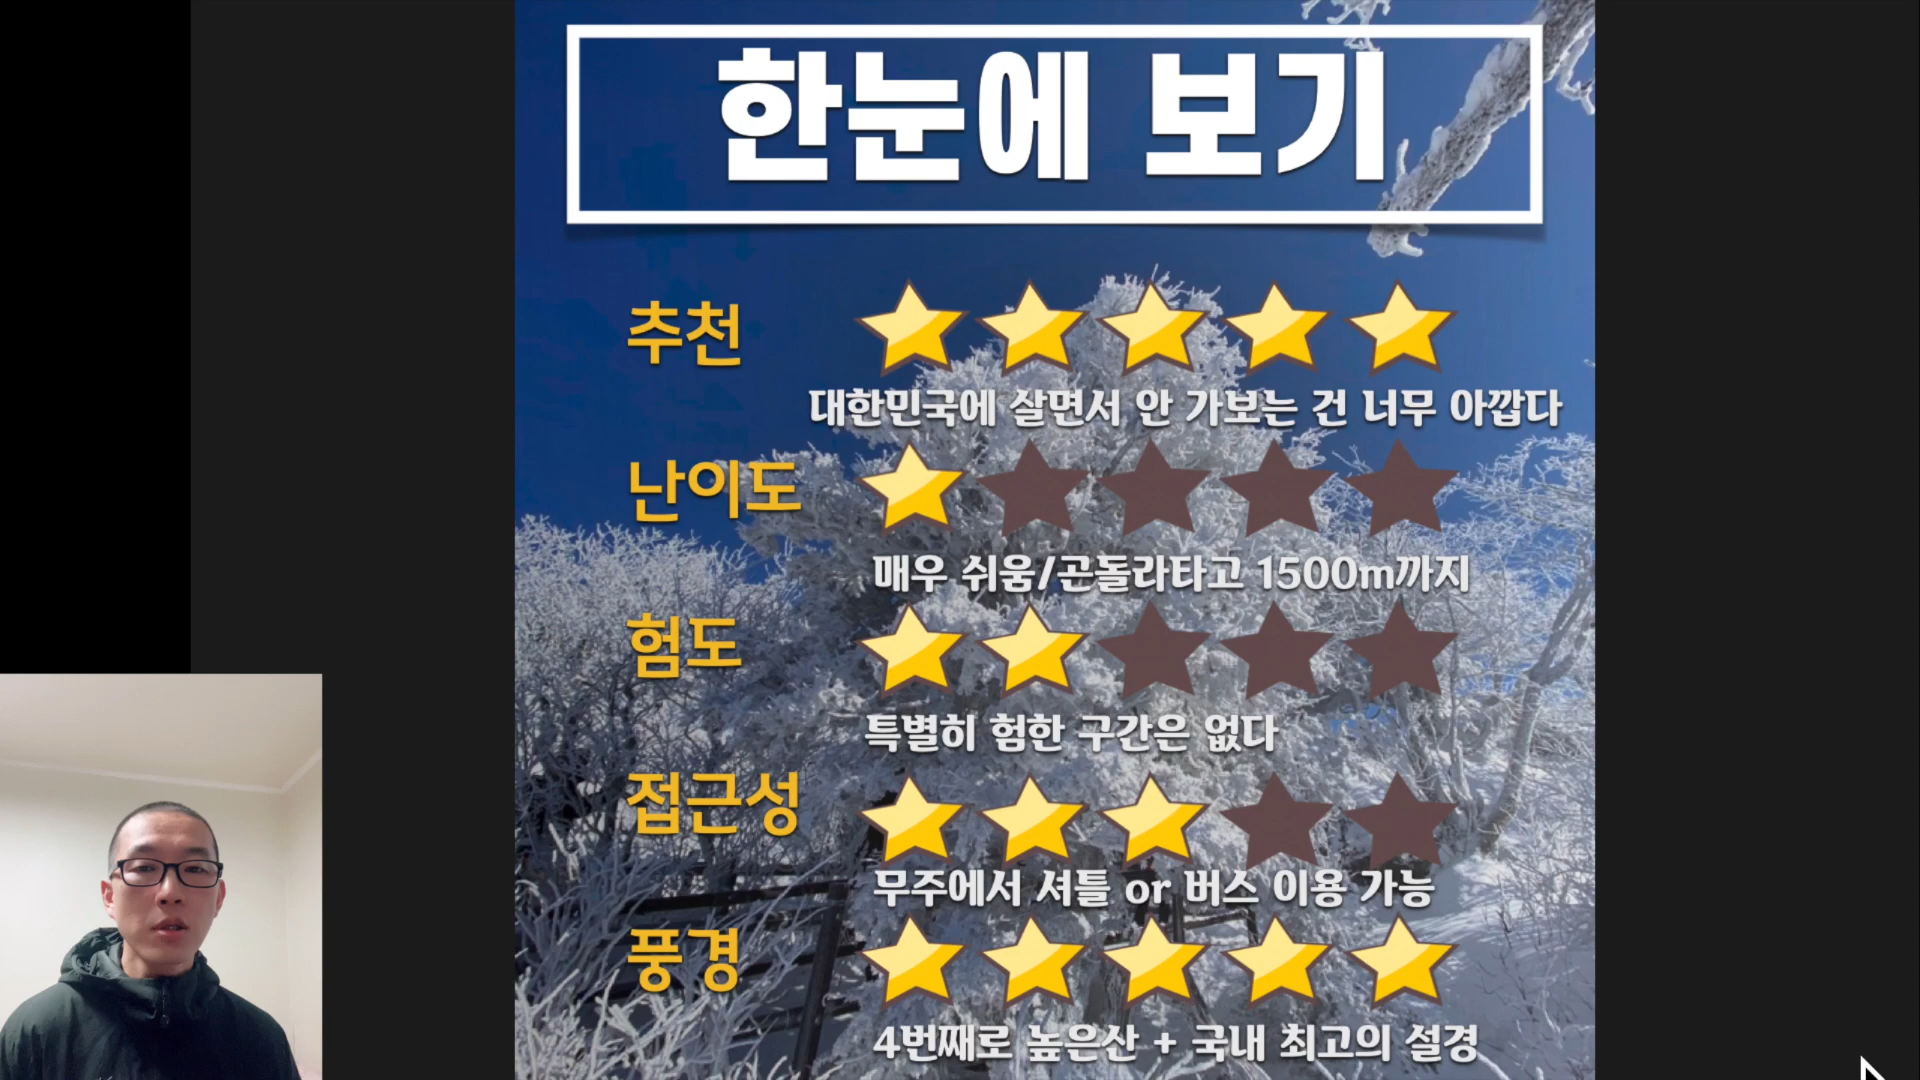 한눈에 보기
추천
대한민국에 살면서 안 가보는 건 너무 아깝다
난이도
매우 쉬움/곤돌라타고 1500m까지
험도
특별히 험한 구간은 없다
접근성
무주에서 셔틀 or 버스 이용 가능
풍경
4번째로 높은산 + 국내 최고의 설경